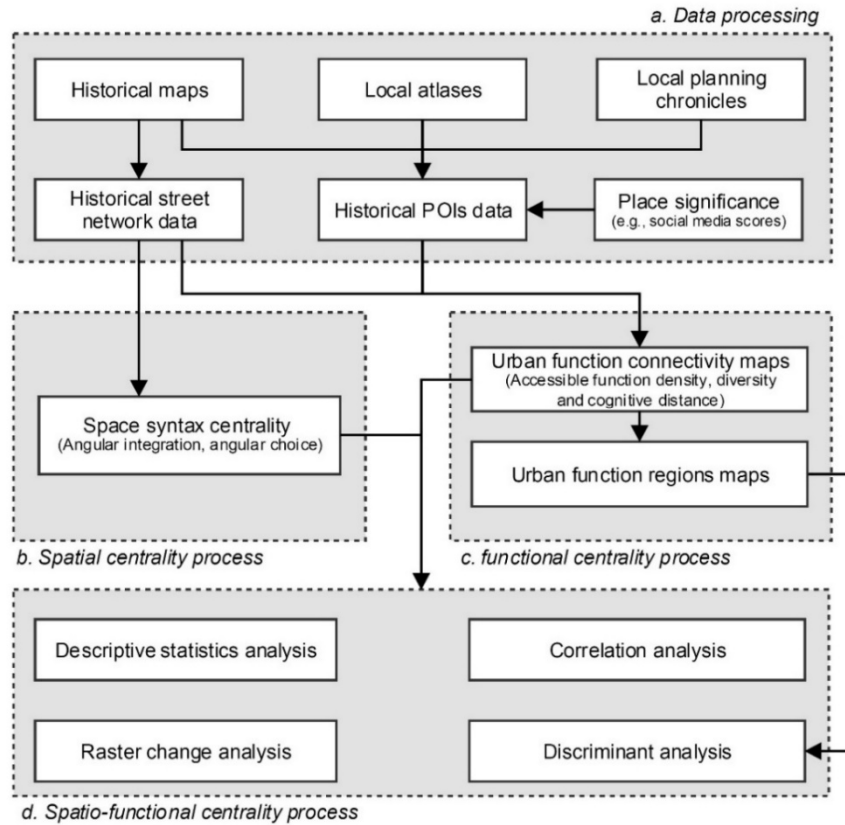 a. Data processing
Historical maps
Local atlases
Local planning
chronicles
Historical street
network data
Historical POIs data
Place significance
(e.g., social media scores)
Space syntax centrality
(Angular integration, angular choice)
b. Spatial centrality process
Urban function connectivity maps
(Accessible function density, diversity
and cognitive distance)
Urban function regions maps
c. functional centrality process
Descriptive statistics analysis
Correlation analysis
Raster change analysis
Discriminant analysis
d. Spatio-functional centrality process